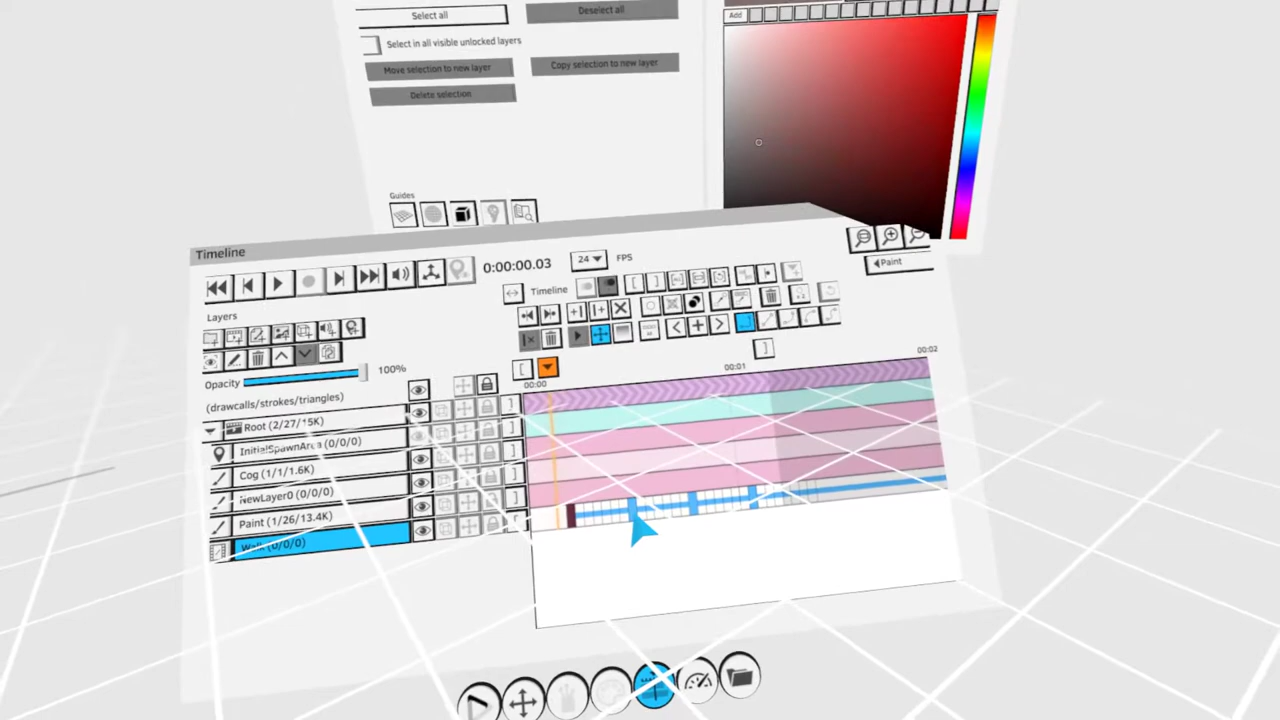 Select all
Deselect all
Add
Select in all visible unlocked layers
Move selection to new layer
Copy selection to new layer
Delete selection
Guides
Timeline
0:00:00.03
24
FPS
Paint
Timeline
Layers
Opacity
100%
(drawcalls/strokes/triangles)
00:00
00:01
00:02
Root (2/27/15K)
InitialSpawnArea (0/0/0)
Cog (1/1/1.6K)
NewLayer0 (0/0/0)
Paint (1/26/13.4K)
Walk (0/0/0)